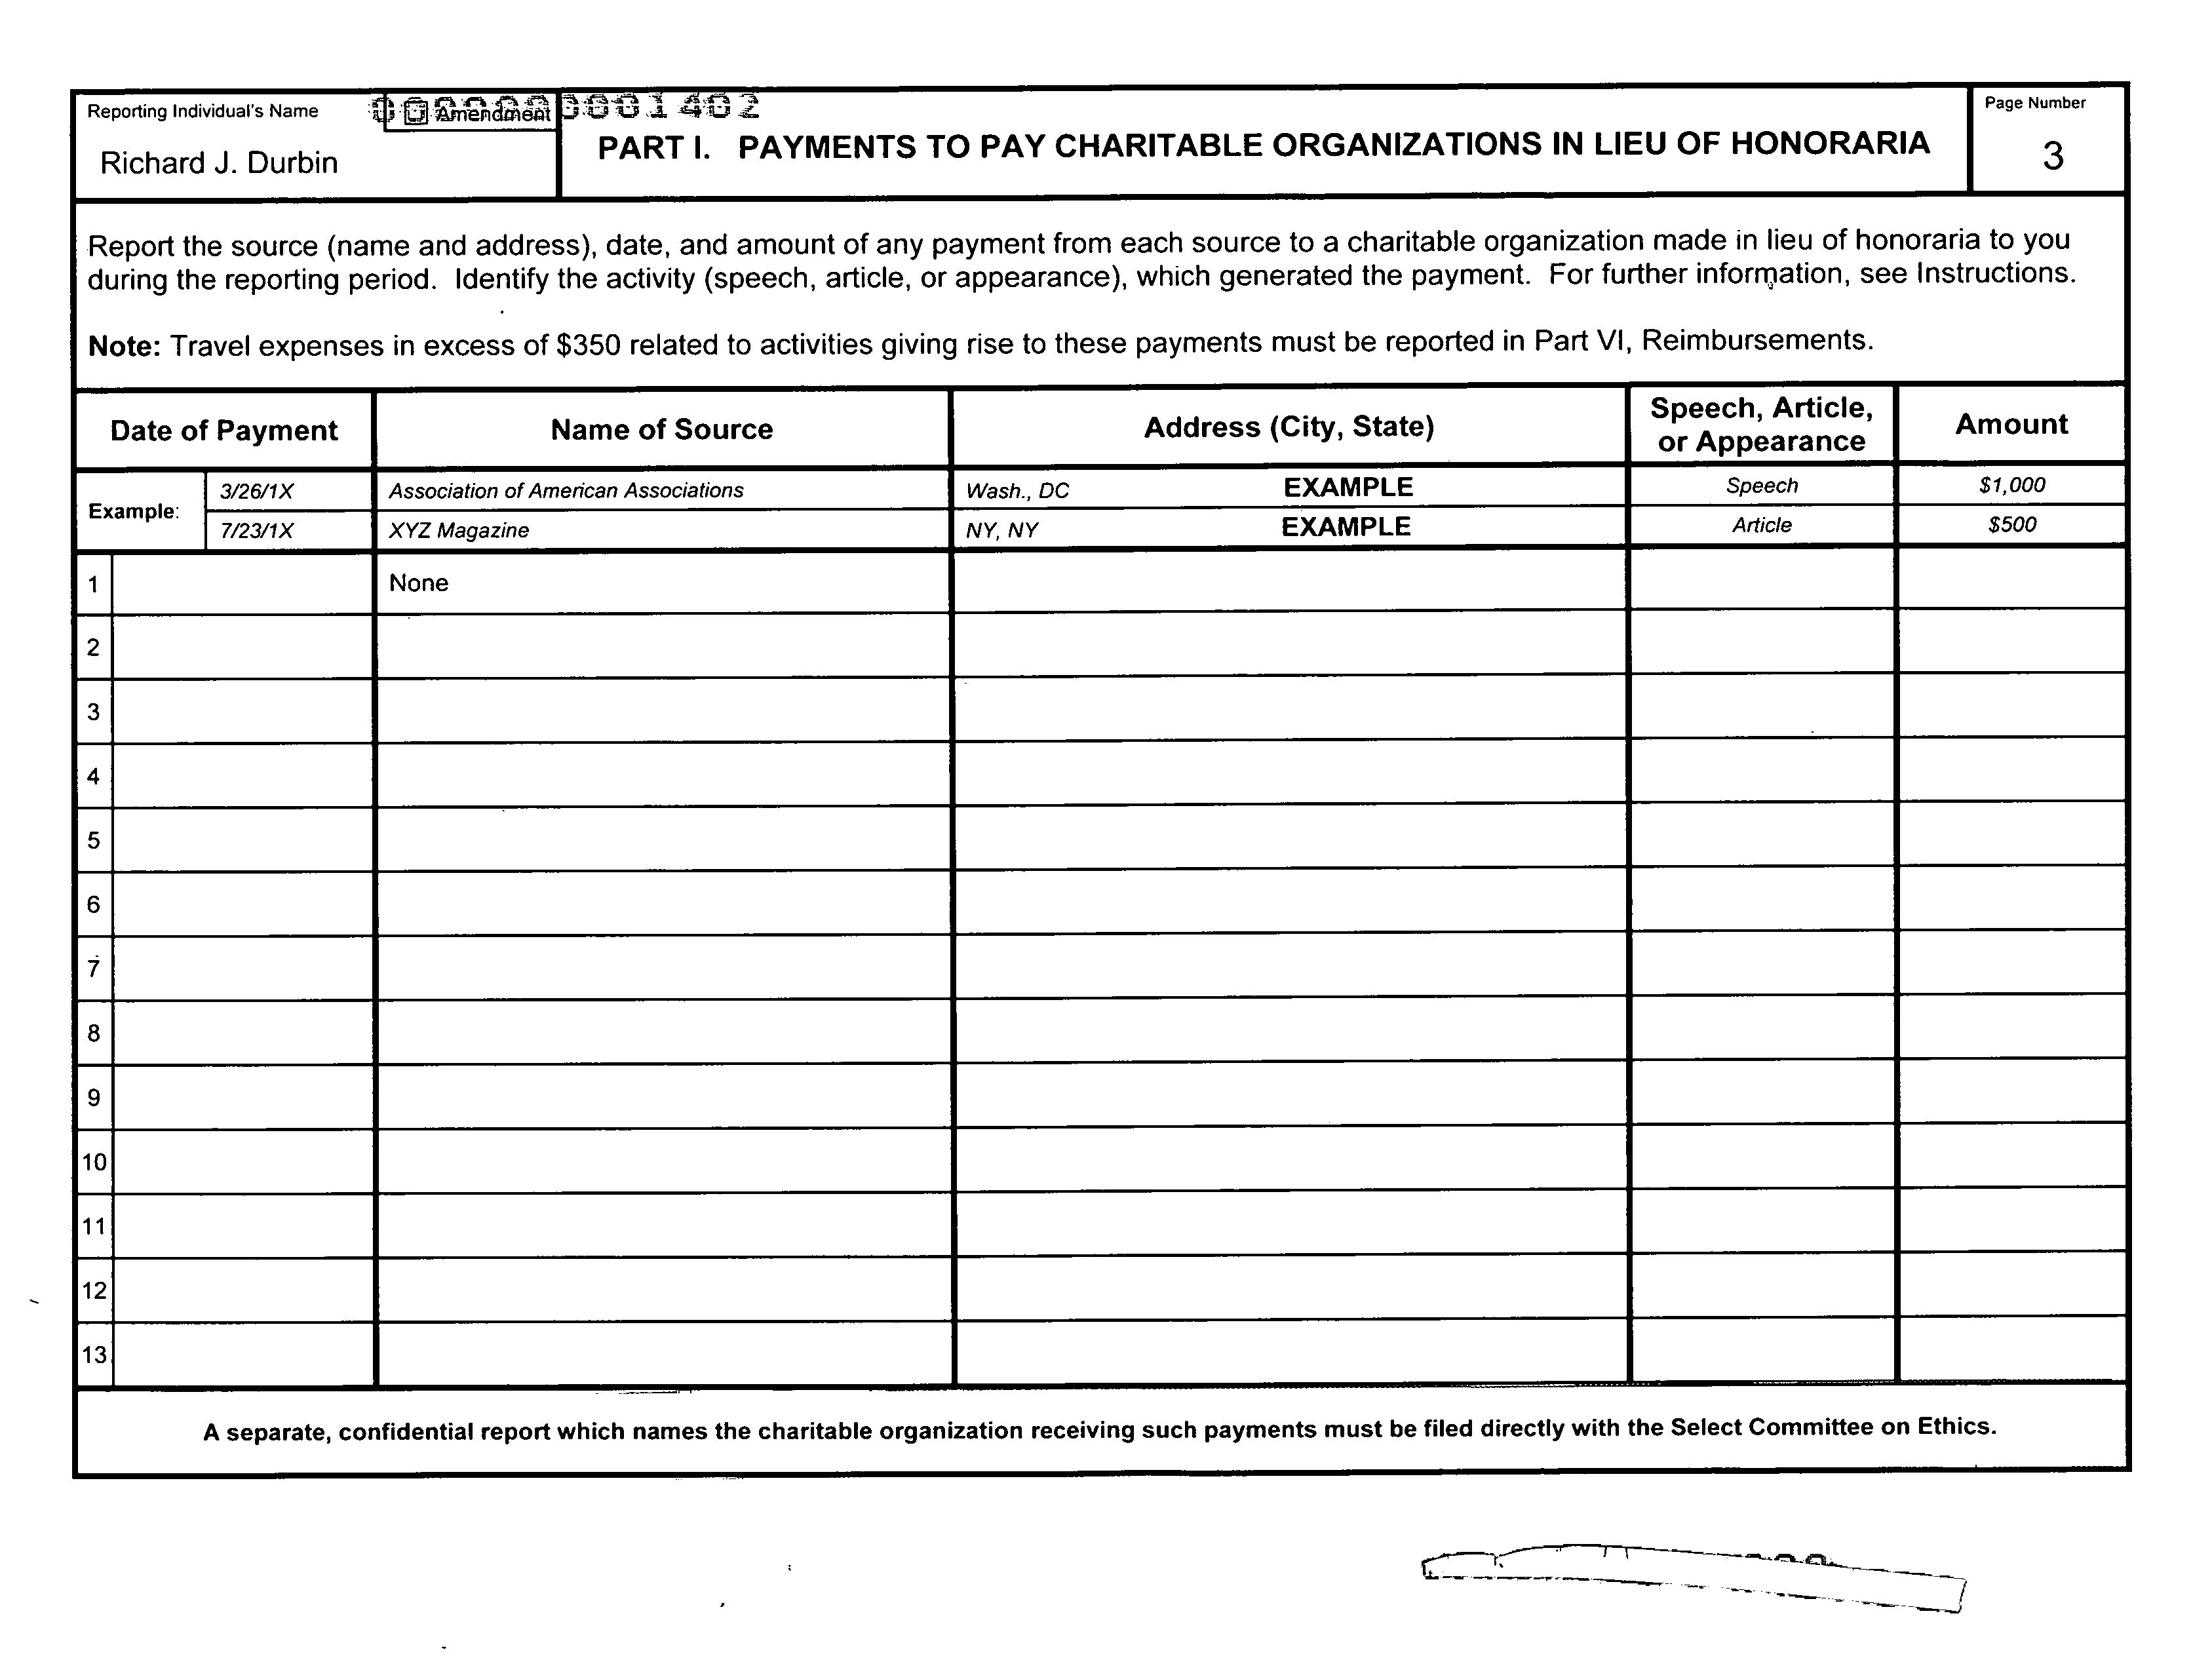 Reporting Individual's Name
Amendment
0000000001402
Richard J. Durbin
PART I. PAYMENTS TO PAY CHARITABLE ORGANIZATIONS IN LIEU OF HONORARIA
Page Number
3
Report the source (name and address), date, and amount of any payment from each source to a charitable organization made in lieu of honoraria to you
during the reporting period. Identify the activity (speech, article, or appearance), which generated the payment. For further information, see Instructions.
Note: Travel expenses in excess of $350 related to activities giving rise to these payments must be reported in Part VI, Reimbursements.
Date of Payment Name of Source Address (City, State) Speech, Article, or Appearance Amount
Example: 3/26/1X Association of American Associations Wash., DC EXAMPLE Speech $1,000
7/23/1X XYZ Magazine NY, NY EXAMPLE Article $500
1 None
2
3
4
5
6
7
8
9
10
11
12
13
A separate, confidential report which names the charitable organization receiving such payments must be filed directly with the Select Committee on Ethics.